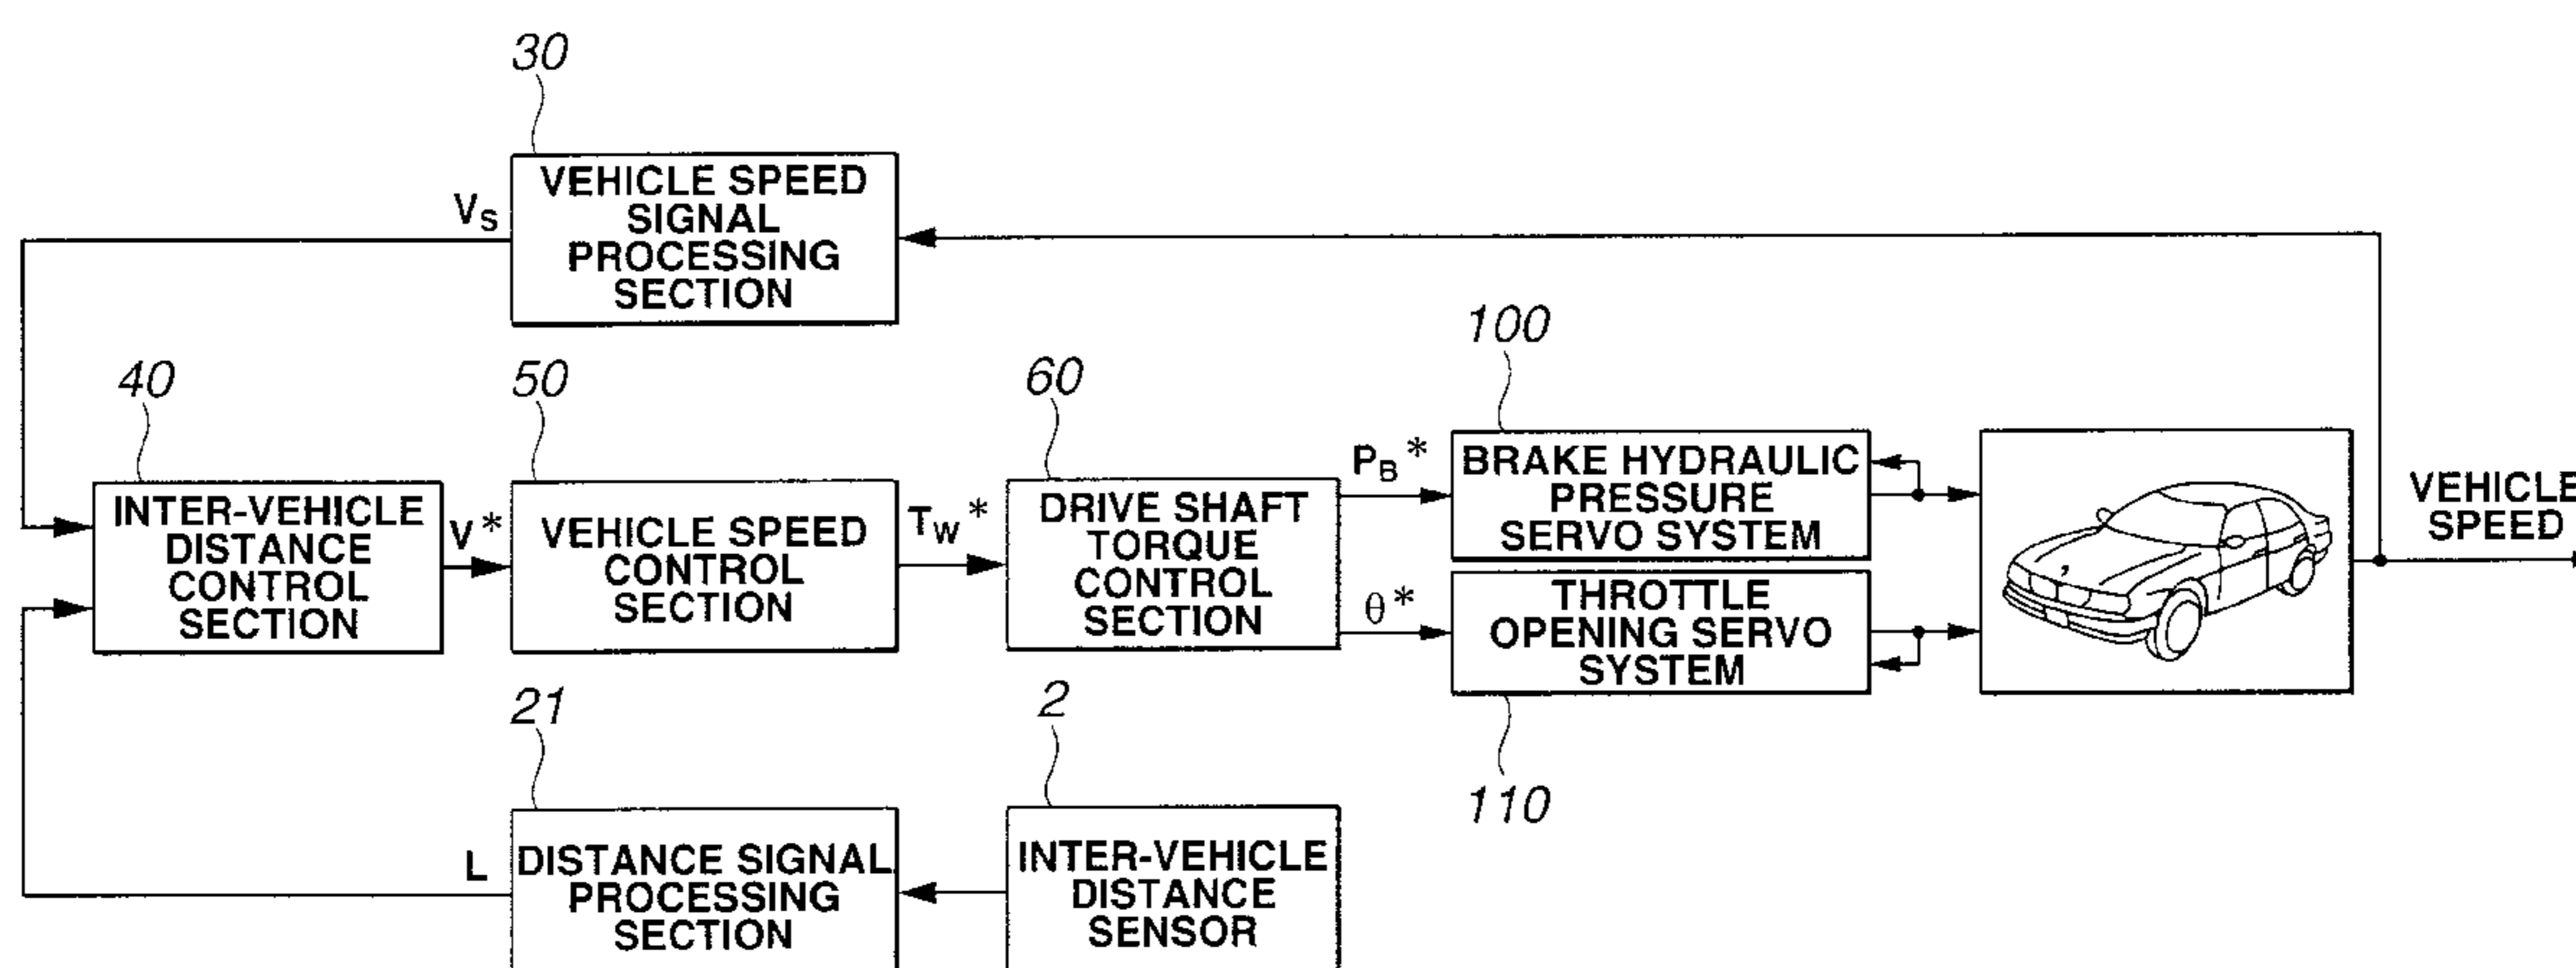 30
VEHICLE SPEED
SIGNAL
PROCESSING
SECTION
VS
100
40
50
60
INTER-VEHICLE
DISTANCE
CONTROL
SECTION
V*
VEHICLE SPEED
CONTROL
SECTION
TW*
DRIVE SHAFT
TORQUE
CONTROL
SECTION
PB*
BRAKE HYDRAULIC
PRESSURE
SERVO SYSTEM
θ*
THROTTLE
OPENING SERVO
SYSTEM
VEHICLE
SPEED
110
21
2
L
DISTANCE SIGNAL
PROCESSING
SECTION
INTER-VEHICLE
DISTANCE
SENSOR